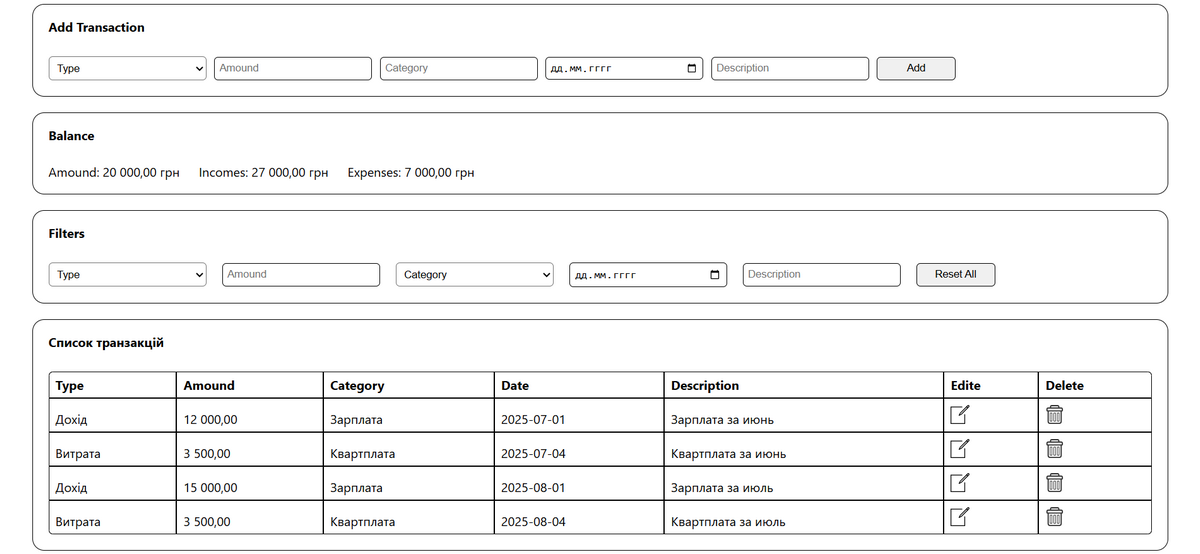 Add Transaction
Type Amound Category дд.мм.гггг Description Add
Balance
Amound: 20 000,00 грн Incomes: 27 000,00 грн Expenses: 7 000,00 грн
Filters
Type Amound Category дд.мм.гггг Description Reset All
Список транзакцій
Type Amound Category Date Description Edite Delete
Дохід 12 000,00 Зарплата 2025-07-01 Зарплата за июнь
Витрата 3 500,00 Квартплата 2025-07-04 Квартплата за июнь
Дохід 15 000,00 Зарплата 2025-08-01 Зарплата за июль
Витрата 3 500,00 Квартплата 2025-08-04 Квартплата за июль